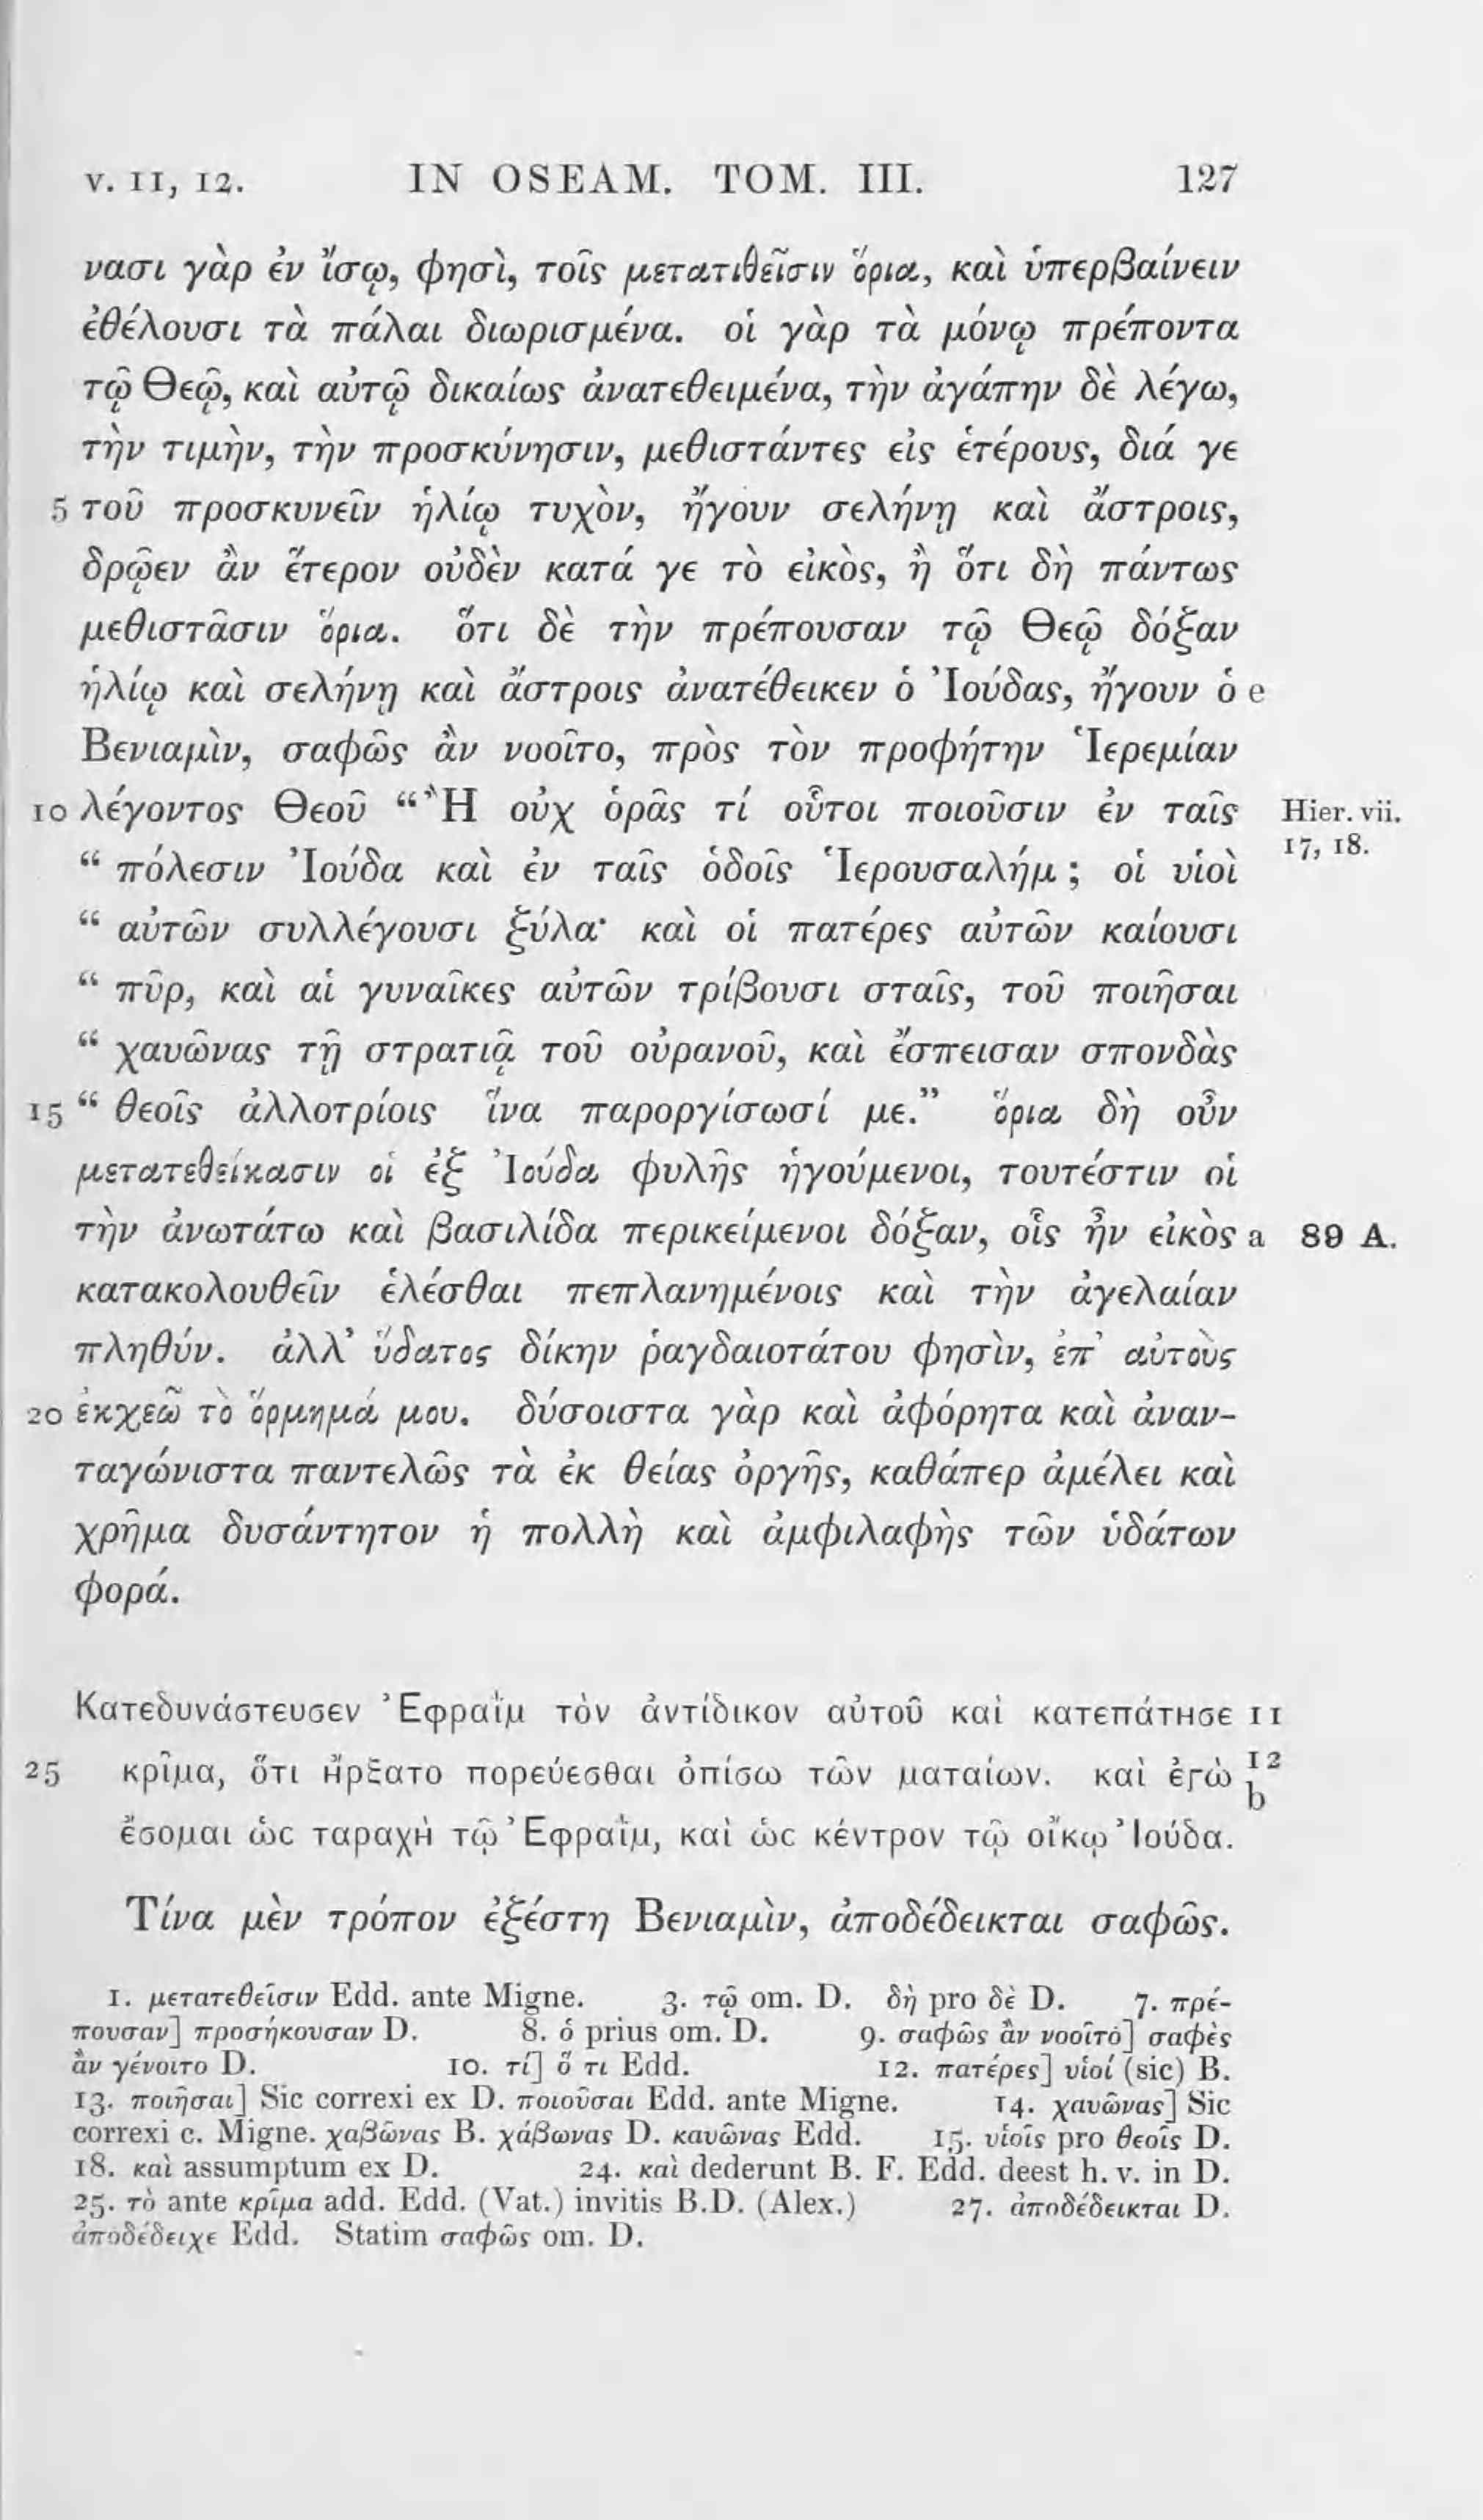 v. 11, 12. IN OSEAM. TOM. III. 127
νασι γὰρ ἐν ἴσῳ, φησὶ, τοῖς μετατιθεῖσιν ὅρια, καὶ ὑπερβαίνειν
ἐθέλουσι τὰ πάλαι διωρισμένα. οἱ γὰρ τὰ μόνῳ πρέποντα
τῷ Θεῷ, καὶ αὐτῷ δικαίως ἀνατεθειμένα, τὴν ἀγάπην δὲ λέγω,
τὴν τιμὴν, τὴν προσκύνησιν, μεθιστάντες εἰς ἑτέρους, διά γε
5 τοῦ προσκυνεῖν ἡλίῳ τυχὸν, ἤγουν σελήνῃ καὶ ἄστροις,
δρῷεν ἂν ἕτερον οὐδὲν κατά γε τὸ εἰκὸς, ἢ ὅτι δὴ πάντως
μεθιστᾶσιν ὅρια. ὅτι δὲ τὴν πρέπουσαν τῷ Θεῷ δόξαν
ἡλίῳ καὶ σελήνῃ καὶ ἄστροις ἀνατέθεικεν ὁ Ἰούδας, ἤγουν ὁ e
Βενιαμὶν, σαφῶς ἂν νοοῖτο, πρὸς τὸν προφήτην Ἱερεμίαν
10 λέγοντος Θεοῦ “Ἢ οὐχ ὁρᾷς τί οὗτοι ποιοῦσιν ἐν ταῖς Hier. vii.
“ πόλεσιν Ἰούδα καὶ ἐν ταῖς ὁδοῖς Ἱερουσαλήμ ; οἱ υἱοὶ 17, 18.
“ αὐτῶν συλλέγουσι ξύλα· καὶ οἱ πατέρες αὐτῶν καίουσι
“ πῦρ, καὶ αἱ γυναῖκες αὐτῶν τρίβουσι σταῖς, τοῦ ποιῆσαι
“ χαυῶνας τῇ στρατιᾷ τοῦ οὐρανοῦ, καὶ ἔσπεισαν σπονδὰς
15 “ θεοῖς ἀλλοτρίοις ἵνα παροργίσωσί με.” ὅρια δὴ οὖν
μετατεθείκασιν οἱ ἐξ Ἰούδα φυλῆς ἡγούμενοι, τουτέστιν οἱ
τὴν ἀνωτάτω καὶ βασιλίδα περικείμενοι δόξαν, οἷς ἦν εἰκὸς a 89 A.
κατακολουθεῖν ἑλέσθαι πεπλανημένοις καὶ τὴν ἀγελαίαν
πληθύν. ἀλλ’ ὕδατος δίκην ῥαγδαιοτάτου φησὶν, ἐπ’ αὐτοὺς
20 ἐκχεῶ τὸ ὅρμημά μου. δύσοιστα γὰρ καὶ ἀφόρητα καὶ ἀναν-
ταγώνιστα παντελῶς τὰ ἐκ θείας ὀργῆς, καθάπερ ἀμέλει καὶ
χρῆμα δυσάντητον ἡ πολλὴ καὶ ἀμφιλαφὴς τῶν ὑδάτων
φορά.
Κατεδυνάστευσεν Ἐφραῒμ τὸν ἀντίδικον αὐτοῦ καὶ κατεπάτησε 11
25 κρῖμα, ὅτι ἤρξατο πορεύεσθαι ὀπίσω τῶν ματαίων. καὶ ἐγὼ 12 b
ἔσομαι ὡς ταραχὴ τῷ Ἐφραῒμ, καὶ ὡς κέντρον τῷ οἴκῳ Ἰούδα.
Τίνα μὲν τρόπον ἐξέστη Βενιαμὶν, ἀποδέδεικται σαφῶς.
1. μετατεθεῖσιν Edd. ante Migne. 3. τῷ om. D. δὴ pro δὲ D. 7. πρέ-
πουσαν] προσήκουσαν D. 8. ὁ prius om. D. 9. σαφῶς ἂν νοοῖτο] σαφὲς
ἂν γένοιτο D. 10. τί] ὅ τι Edd. 12. πατέρες] υἱοί (sic) B.
13. ποιῆσαι] Sic correxi ex D. ποιοῦσαι Edd. ante Migne. 14. χαυῶνας] Sic
correxi c. Migne. χαβῶνας B. χάβωνας D. καυῶνας Edd. 15. υἱοῖς pro θεοῖς D.
18. καὶ assumptum ex D. 24. καὶ dederunt B. F. Edd. deest h. v. in D.
25. τὸ ante κρῖμα add. Edd. (Vat.) invitis B.D. (Alex.) 27. ἀποδέδεικται D.
ἀποδέδειχε Edd. Statim σαφῶς om. D.